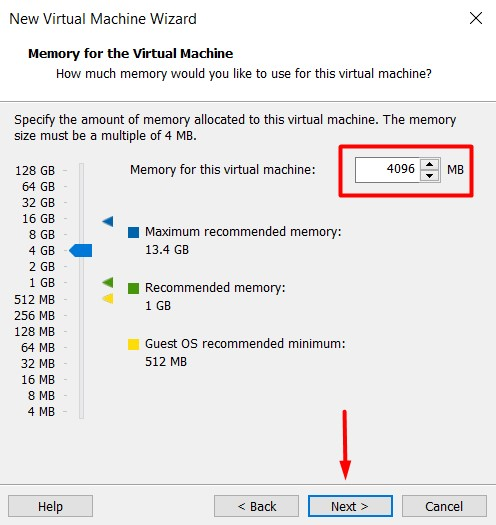 New Virtual Machine Wizard
Memory for the Virtual Machine
How much memory would you like to use for this virtual machine?
Specify the amount of memory allocated to this virtual machine. The memory
size must be a multiple of 4 MB.
Memory for this virtual machine: 4096 MB
128 GB
64 GB
32 GB
16 GB
8 GB
4 GB
2 GB
1 GB
512 MB
256 MB
128 MB
64 MB
32 MB
16 MB
8 MB
4 MB
Maximum recommended memory:
13.4 GB
Recommended memory:
1 GB
Guest OS recommended minimum:
512 MB
Help
< Back
Next >
Cancel